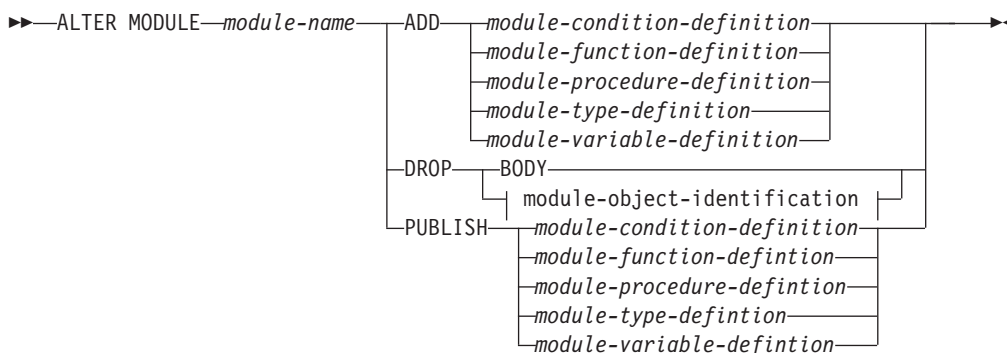 ALTER MODULE module-name ADD module-condition-definition
module-function-definition
module-procedure-definition
module-type-definition
module-variable-definition
DROP BODY
module-object-identification
PUBLISH module-condition-definition
module-function-defintion
module-procedure-defintion
module-type-defintion
module-variable-defintion